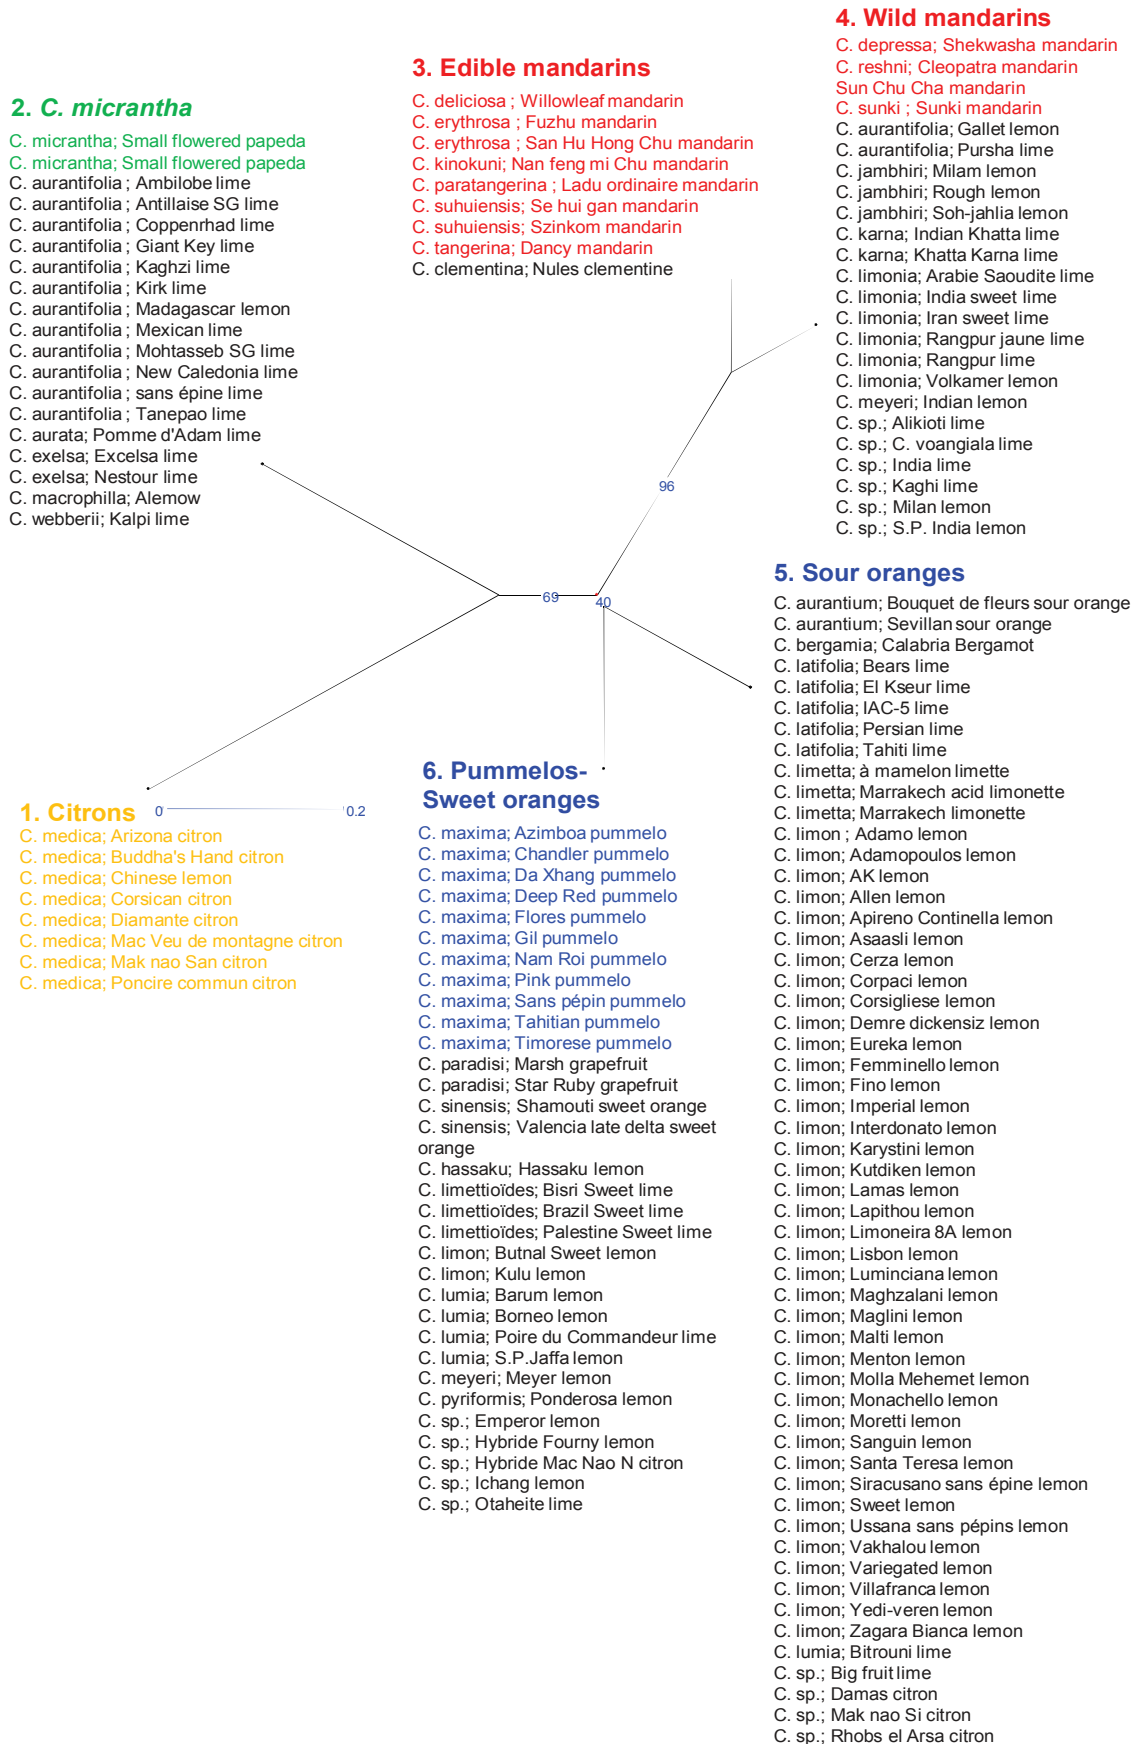 4. Wild mandarins
C. depressa; Shekwasha mandarin
C. reshni; Cleopatra mandarin
Sun Chu Cha mandarin
C. sunki ; Sunki mandarin
C. aurantifolia; Gallet lemon
C. aurantifolia; Pursha lime
C. jambhiri; Milam lemon
C. jambhiri; Rough lemon
C. jambhiri; Soh-jahlia lemon
C. karna; Indian Khatta lime
C. karna; Khatta Karna lime
C. limonia; Arabie Saoudite lime
C. limonia; India sweet lime
C. limonia; Iran sweet lime
C. limonia; Rangpur jaune lime
C. limonia; Rangpur lime
C. limonia; Volkamer lemon
C. meyeri; Indian lemon
C. sp.; Alikioti lime
C. sp.; C. voangiala lime
C. sp.; India lime
C. sp.; Kaghi lime
C. sp.; Milan lemon
C. sp.; S.P. India lemon
3. Edible mandarins
C. deliciosa ; Willowleaf mandarin
C. erythrosa ; Fuzhu mandarin
C. erythrosa ; San Hu Hong Chu mandarin
C. kinokuni; Nan feng mi Chu mandarin
C. paratangerina ; Ladu ordinaire mandarin
C. suhuiensis; Se hui gan mandarin
C. suhuiensis; Szinkom mandarin
C. tangerina; Dancy mandarin
C. clementina; Nules clementine
2. C. micrantha
C. micrantha; Small flowered papeda
C. micrantha; Small flowered papeda
C. aurantifolia ; Ambilobe lime
C. aurantifolia ; Antillaise SG lime
C. aurantifolia ; Coppenrhad lime
C. aurantifolia ; Giant Key lime
C. aurantifolia ; Kaghzi lime
C. aurantifolia ; Kirk lime
C. aurantifolia ; Madagascar lemon
C. aurantifolia ; Mexican lime
C. aurantifolia ; Mohtasseb SG lime
C. aurantifolia ; New Caledonia lime
C. aurantifolia ; sans épine lime
C. aurantifolia ; Tanepao lime
C. aurata; Pomme d'Adam lime
C. exelsa; Excelsa lime
C. exelsa; Nestour lime
C. macrophilla; Alemow
C. webberii; Kalpi lime
96
69
40
5. Sour oranges
C. aurantium; Bouquet de fleurs sour orange
C. aurantium; Sevillan sour orange
C. bergamia; Calabria Bergamot
C. latifolia; Bears lime
C. latifolia; El Kseur lime
C. latifolia; IAC-5 lime
C. latifolia; Persian lime
C. latifolia; Tahiti lime
C. limetta; à mamelon limette
C. limetta; Marrakech acid limonette
C. limetta; Marrakech limonette
C. limon ; Adamo lemon
C. limon; Adamopoulos lemon
C. limon; AK lemon
C. limon; Allen lemon
C. limon; Apireno Continella lemon
C. limon; Asaasli lemon
C. limon; Cerza lemon
C. limon; Corpaci lemon
C. limon; Corsigliese lemon
C. limon; Demre dickensiz lemon
C. limon; Eureka lemon
C. limon; Femminello lemon
C. limon; Fino lemon
C. limon; Imperial lemon
C. limon; Interdonato lemon
C. limon; Karystini lemon
C. limon; Kutdiken lemon
C. limon; Lamas lemon
C. limon; Lapithou lemon
C. limon; Limoneira 8A lemon
C. limon; Lisbon lemon
C. limon; Luminciana lemon
C. limon; Maghzalani lemon
C. limon; Maglini lemon
C. limon; Malti lemon
C. limon; Menton lemon
C. limon; Molla Mehemet lemon
C. limon; Monachello lemon
C. limon; Moretti lemon
C. limon; Sanguin lemon
C. limon; Santa Teresa lemon
C. limon; Siracusano sans épine lemon
C. limon; Sweet lemon
C. limon; Ussana sans pépins lemon
C. limon; Vakhalou lemon
C. limon; Variegated lemon
C. limon; Villafranca lemon
C. limon; Yedi-veren lemon
C. limon; Zagara Bianca lemon
C. lumia; Bitrouni lime
C. sp.; Big fruit lime
C. sp.; Damas citron
C. sp.; Mak nao Si citron
C. sp.; Rhobs el Arsa citron
6. Pummelos-
Sweet oranges
C. maxima; Azimboa pummelo
C. maxima; Chandler pummelo
C. maxima; Da Xhang pummelo
C. maxima; Deep Red pummelo
C. maxima; Flores pummelo
C. maxima; Gil pummelo
C. maxima; Nam Roi pummelo
C. maxima; Pink pummelo
C. maxima; Sans pépin pummelo
C. maxima; Tahitian pummelo
C. maxima; Timorese pummelo
C. paradisi; Marsh grapefruit
C. paradisi; Star Ruby grapefruit
C. sinensis; Shamouti sweet orange
C. sinensis; Valencia late delta sweet
orange
C. hassaku; Hassaku lemon
C. limettioïdes; Bisri Sweet lime
C. limettioïdes; Brazil Sweet lime
C. limettioïdes; Palestine Sweet lime
C. limon; Butnal Sweet lemon
C. limon; Kulu lemon
C. lumia; Barum lemon
C. lumia; Borneo lemon
C. lumia; Poire du Commandeur lime
C. lumia; S.P.Jaffa lemon
C. meyeri; Meyer lemon
C. pyriformis; Ponderosa lemon
C. sp.; Emperor lemon
C. sp.; Hybride Fourny lemon
C. sp.; Hybride Mac Nao N citron
C. sp.; Ichang lemon
C. sp.; Otaheite lime
1. Citrons
0 0.2
C. medica; Arizona citron
C. medica; Buddha's Hand citron
C. medica; Chinese lemon
C. medica; Corsican citron
C. medica; Diamante citron
C. medica; Mac Veu de montagne citron
C. medica; Mak nao San citron
C. medica; Poncire commun citron